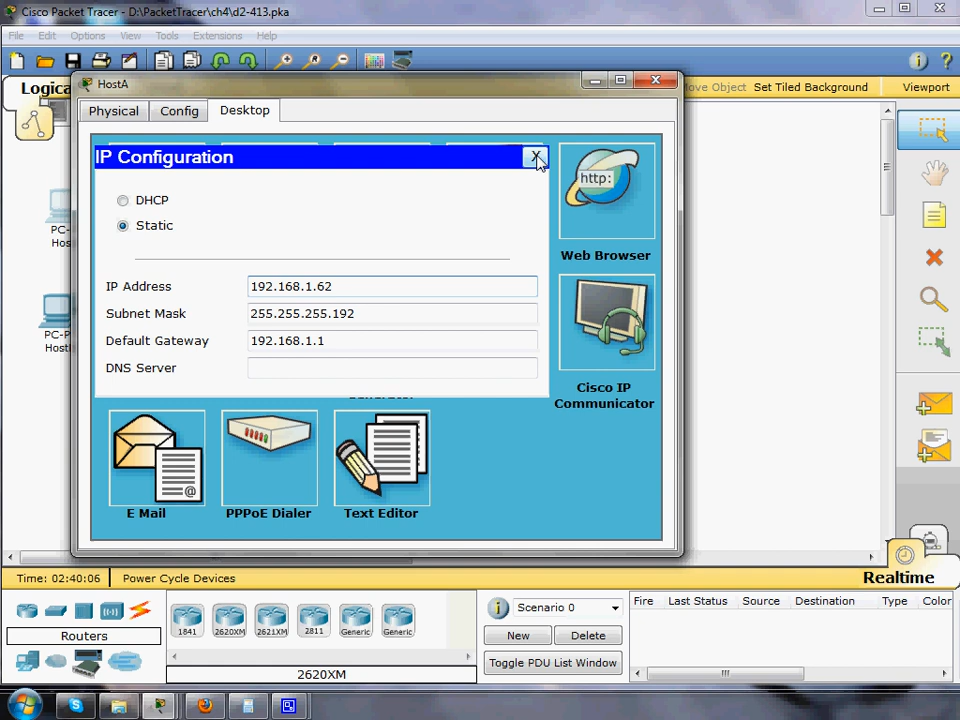 Cisco Packet Tracer - D:\PacketTracer\ch4\d2-413.pka
File Edit Options View Tools Extensions Help
Logica
HostA
ove Object Set Tiled Background Viewport
Physical Config Desktop
IP Configuration X
http:
DHCP
Static
Web Browser
IP Address 192.168.1.62
Subnet Mask 255.255.255.192
Default Gateway 192.168.1.1
DNS Server
PC-
Hos
PC-P
Host
Cisco IP
Communicator
E Mail PPPoE Dialer Text Editor
Time: 02:40:06 Power Cycle Devices
Realtime
1841 2620XM 2621XM 2811 Generic Generic
Routers
2620XM
Scenario 0
New Delete
Toggle PDU List Window
Fire Last Status Source Destination Type Color